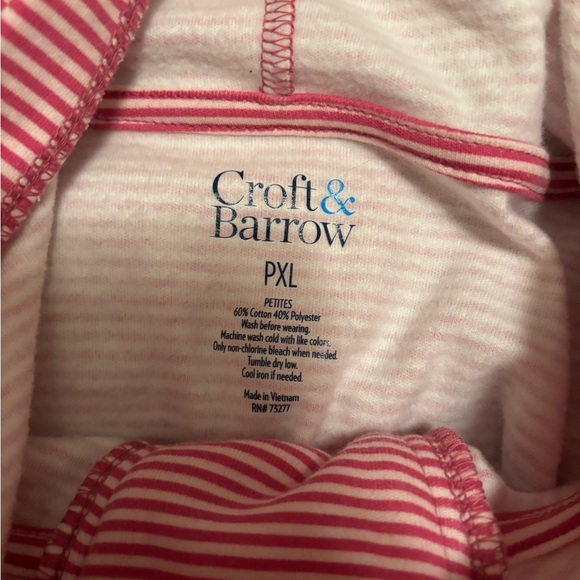 Croft&
Barrow
PXL
PETITES
60% Cotton 40% Polyester
Wash before wearing.
Machine wash cold with like colors.
Only non-chlorine bleach when needed.
Tumble dry low.
Cool iron if needed.
Made in Vietnam
RN# 73277